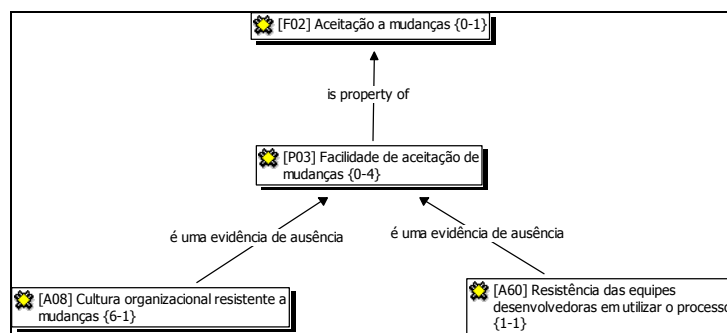 [F02] Aceitação a mudanças {0-1}
is property of
[P03] Facilidade de aceitação de
mudanças {0-4}
é uma evidência de ausência
é uma evidência de ausência
[A08] Cultura organizacional resistente a
mudanças {6-1}
[A60] Resistência das equipes
desenvolvedoras em utilizar o processo
{1-1}